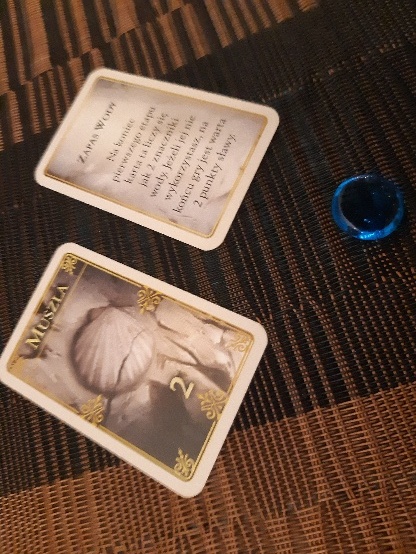 ZAPAS WODY
Na koniec
pierwszego etapu
karta ta liczy się
jak 2 znaczniki
wody. Jeżeli jej nie
wykorzystasz, na
końcu gry jest warta
2 punkty sławy.
MUSZLA
2